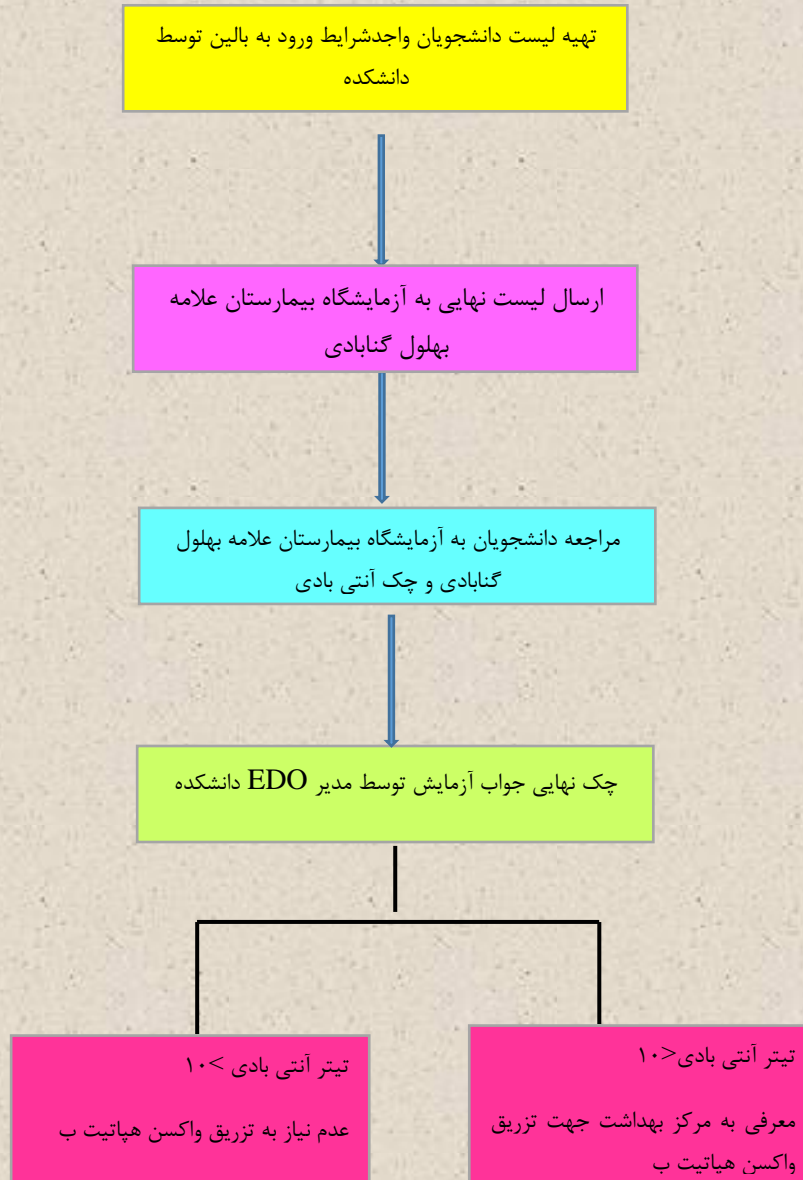 تهیه لیست دانشجویان واجدشرایط ورود به بالین توسط
دانشکده
ارسال لیست نهایی به آزمایشگاه بیمارستان علامه
بهلول گنابادی
مراجعه دانشجویان به آزمایشگاه بیمارستان علامه بهلول
گنابادی و چک آنتی بادی
چک نهایی جواب آزمایش توسط مدیر EDO دانشکده
تیتر آنتی بادی<۱۰
معرفی به مرکز بهداشت جهت تزریق
واکسن هپاتیت ب
تیتر آنتی بادی >۱۰
عدم نیاز به تزریق واکسن هپاتیت ب